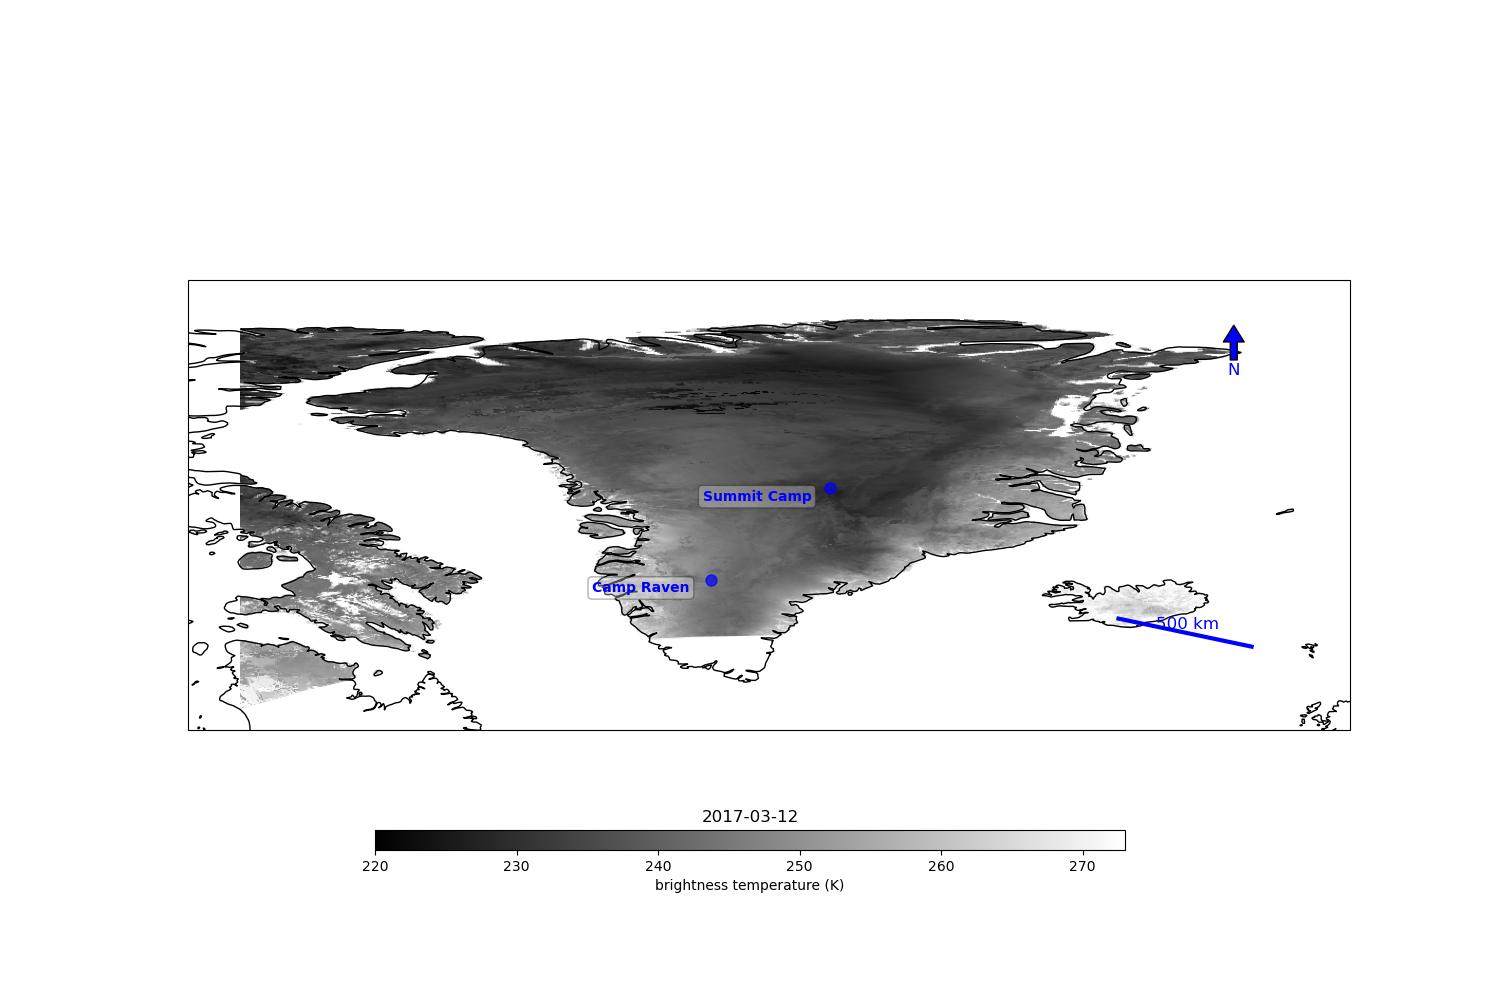 N
Summit Camp
Camp Raven
500 km
2017-03-12
220 230 240 250 260 270
brightness temperature (K)